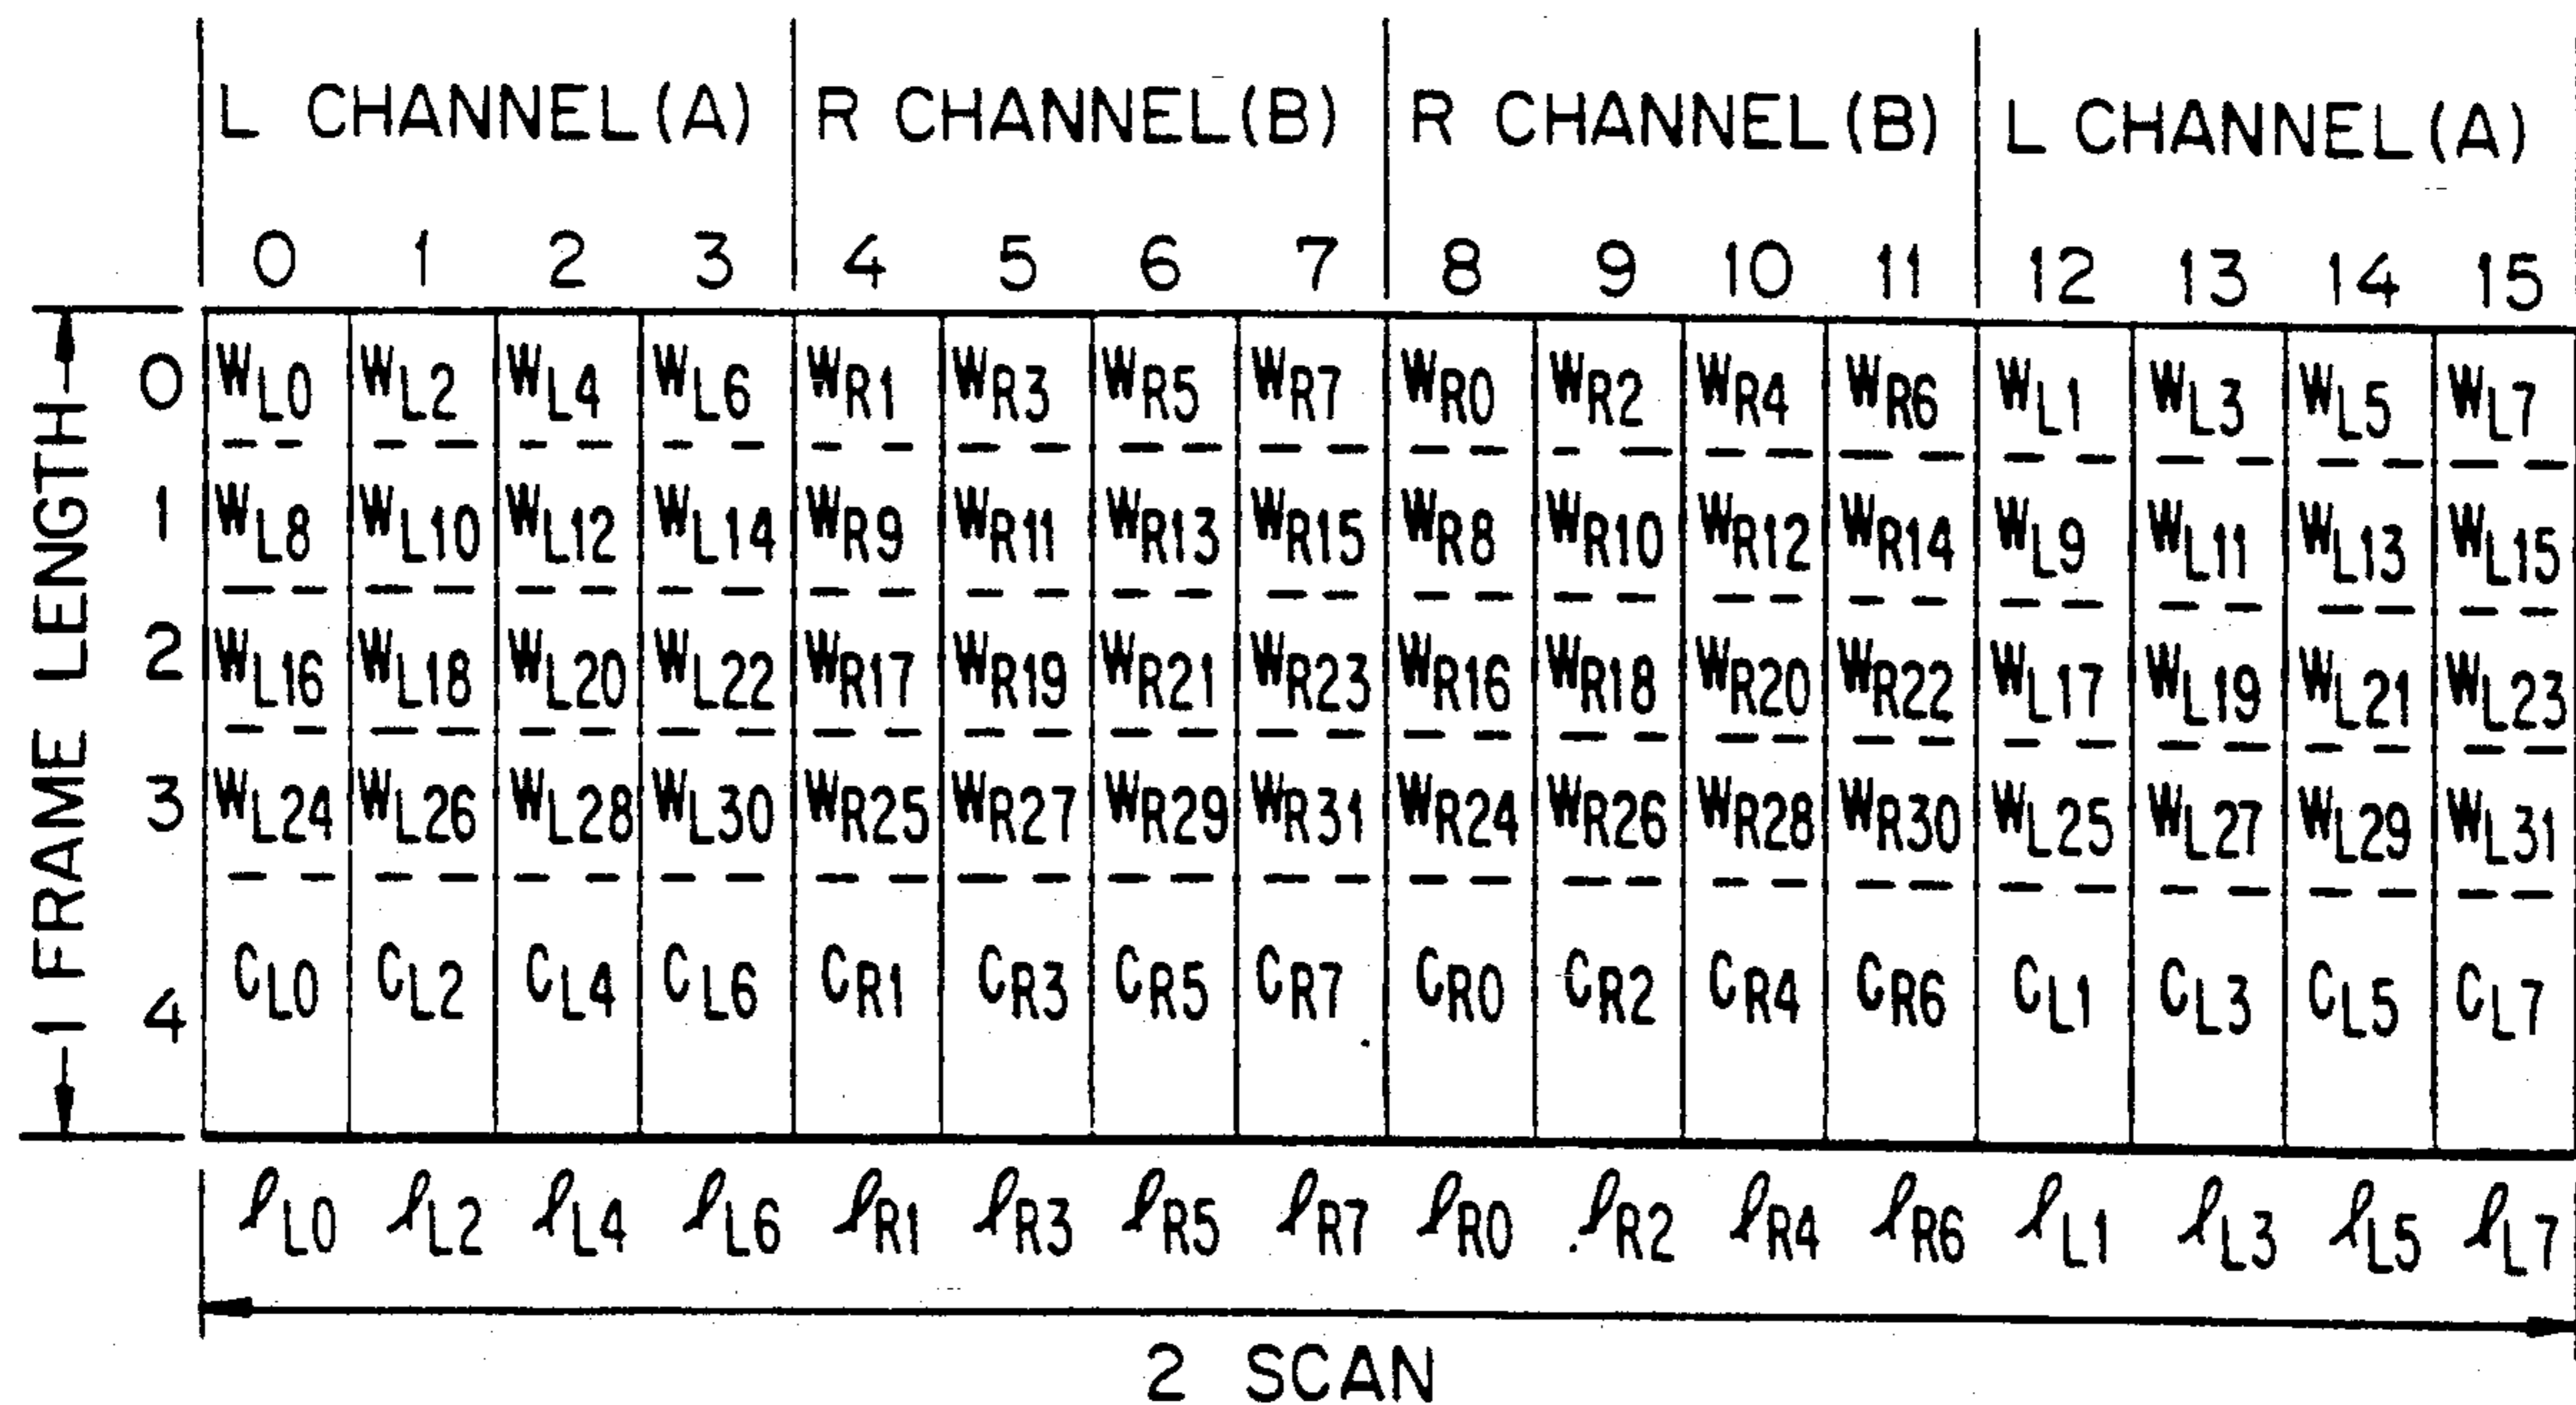 L CHANNEL(A) R CHANNEL(B) R CHANNEL(B) L CHANNEL(A)
0 1 2 3 4 5 6 7 8 9 10 11 12 13 14 15
1 FRAME LENGTH
0 WL0 WL2 WL4 WL6 WR1 WR3 WR5 WR7 WR0 WR2 WR4 WR6 WL1 WL3 WL5 WL7
1 WL8 WL10 WL12 WL14 WR9 WR11 WR13 WR15 WR8 WR10 WR12 WR14 WL9 WL11 WL13 WL15
2 WL16 WL18 WL20 WL22 WR17 WR19 WR21 WR23 WR16 WR18 WR20 WR22 WL17 WL19 WL21 WL23
3 WL24 WL26 WL28 WL30 WR25 WR27 WR29 WR31 WR24 WR26 WR28 WR30 WL25 WL27 WL29 WL31
4 CL0 CL2 CL4 CL6 CR1 CR3 CR5 CR7 CR0 CR2 CR4 CR6 CL1 CL3 CL5 CL7
ℓL0 ℓL2 ℓL4 ℓL6 ℓR1 ℓR3 ℓR5 ℓR7 ℓR0 ℓR2 ℓR4 ℓR6 ℓL1 ℓL3 ℓL5 ℓL7
2 SCAN